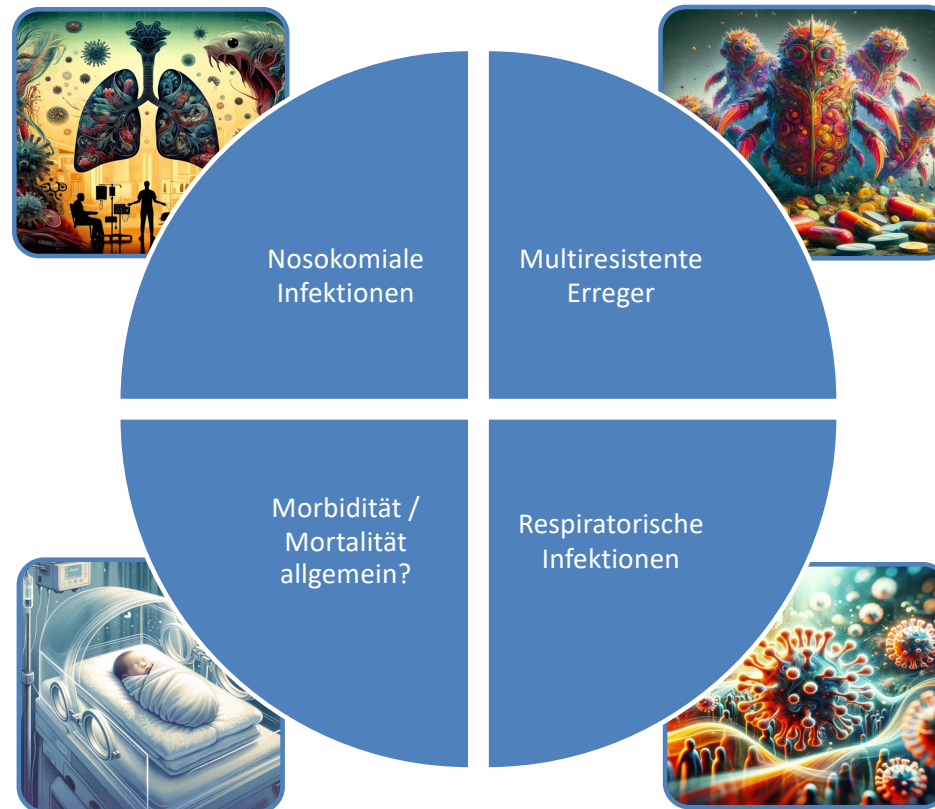 Nosokomiale
Infektionen
Multiresistente
Erreger
Morbidität /
Mortalität
allgemein?
Respiratorische
Infektionen